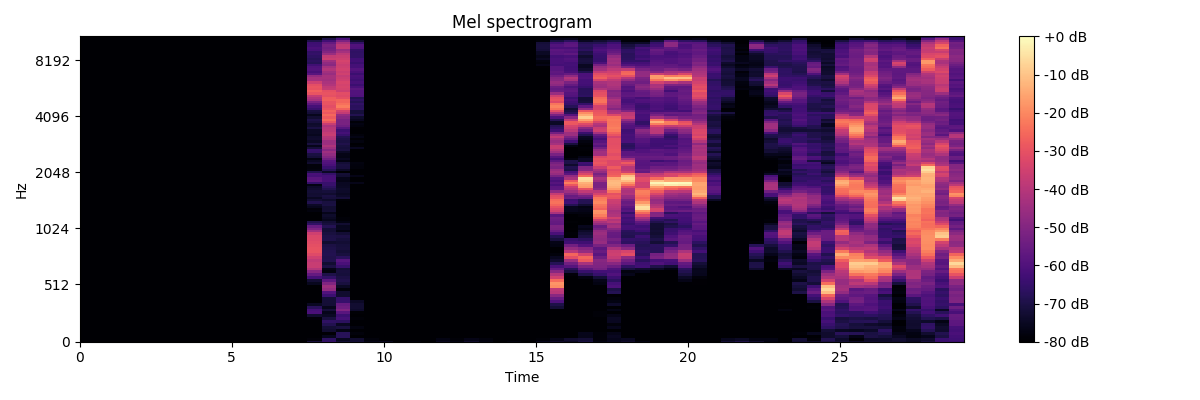 Mel spectrogram
Hz
8192
4096
2048
1024
512
0
0 5 10 15 20 25
Time
+0 dB
-10 dB
-20 dB
-30 dB
-40 dB
-50 dB
-60 dB
-70 dB
-80 dB